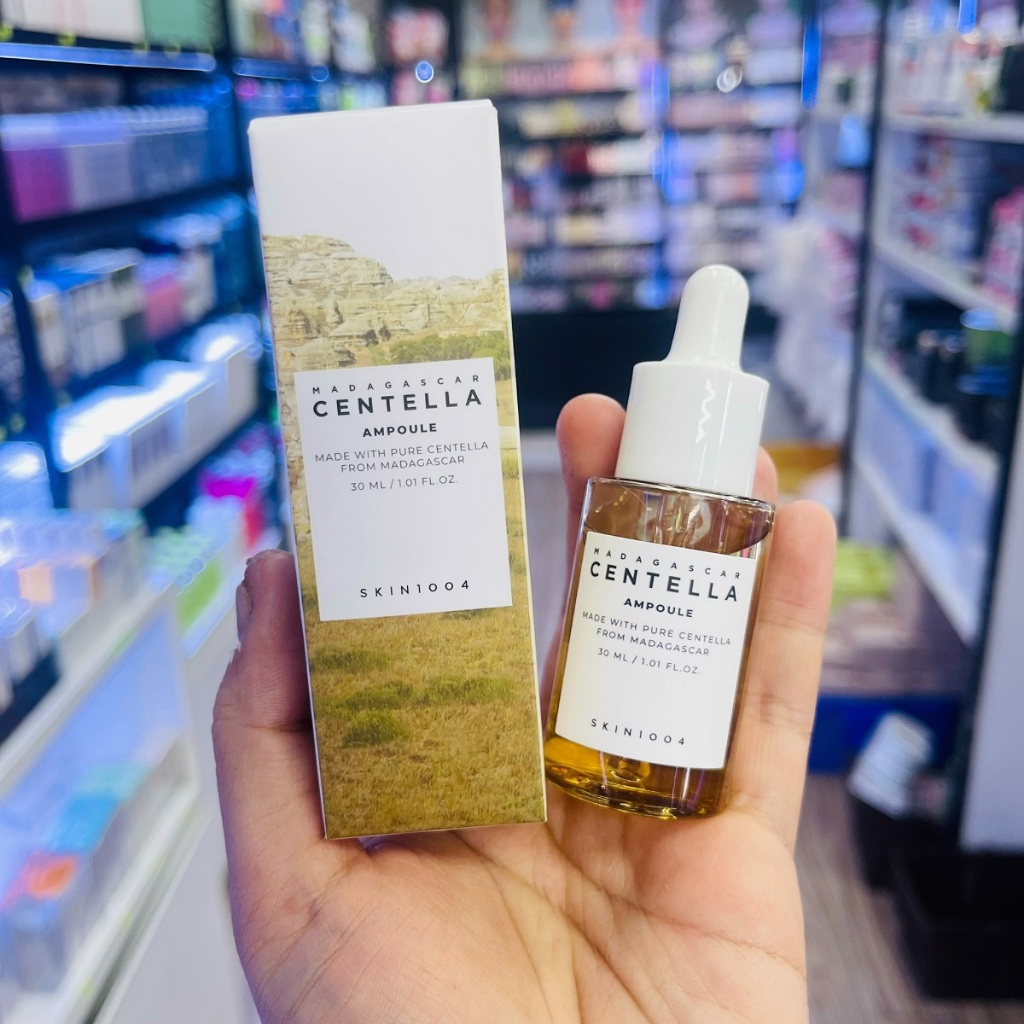 MADAGASCAR
CENTELLA
AMPOULE
MADE WITH PURE CENTELLA
FROM MADAGASCAR
30 ML / 1.01 FL.OZ.
SKIN1004
MADAGASCAR
CENTELLA
AMPOULE
MADE WITH PURE CENTELLA
FROM MADAGASCAR
30 ML / 1.01 FL.OZ.
SKIN1004